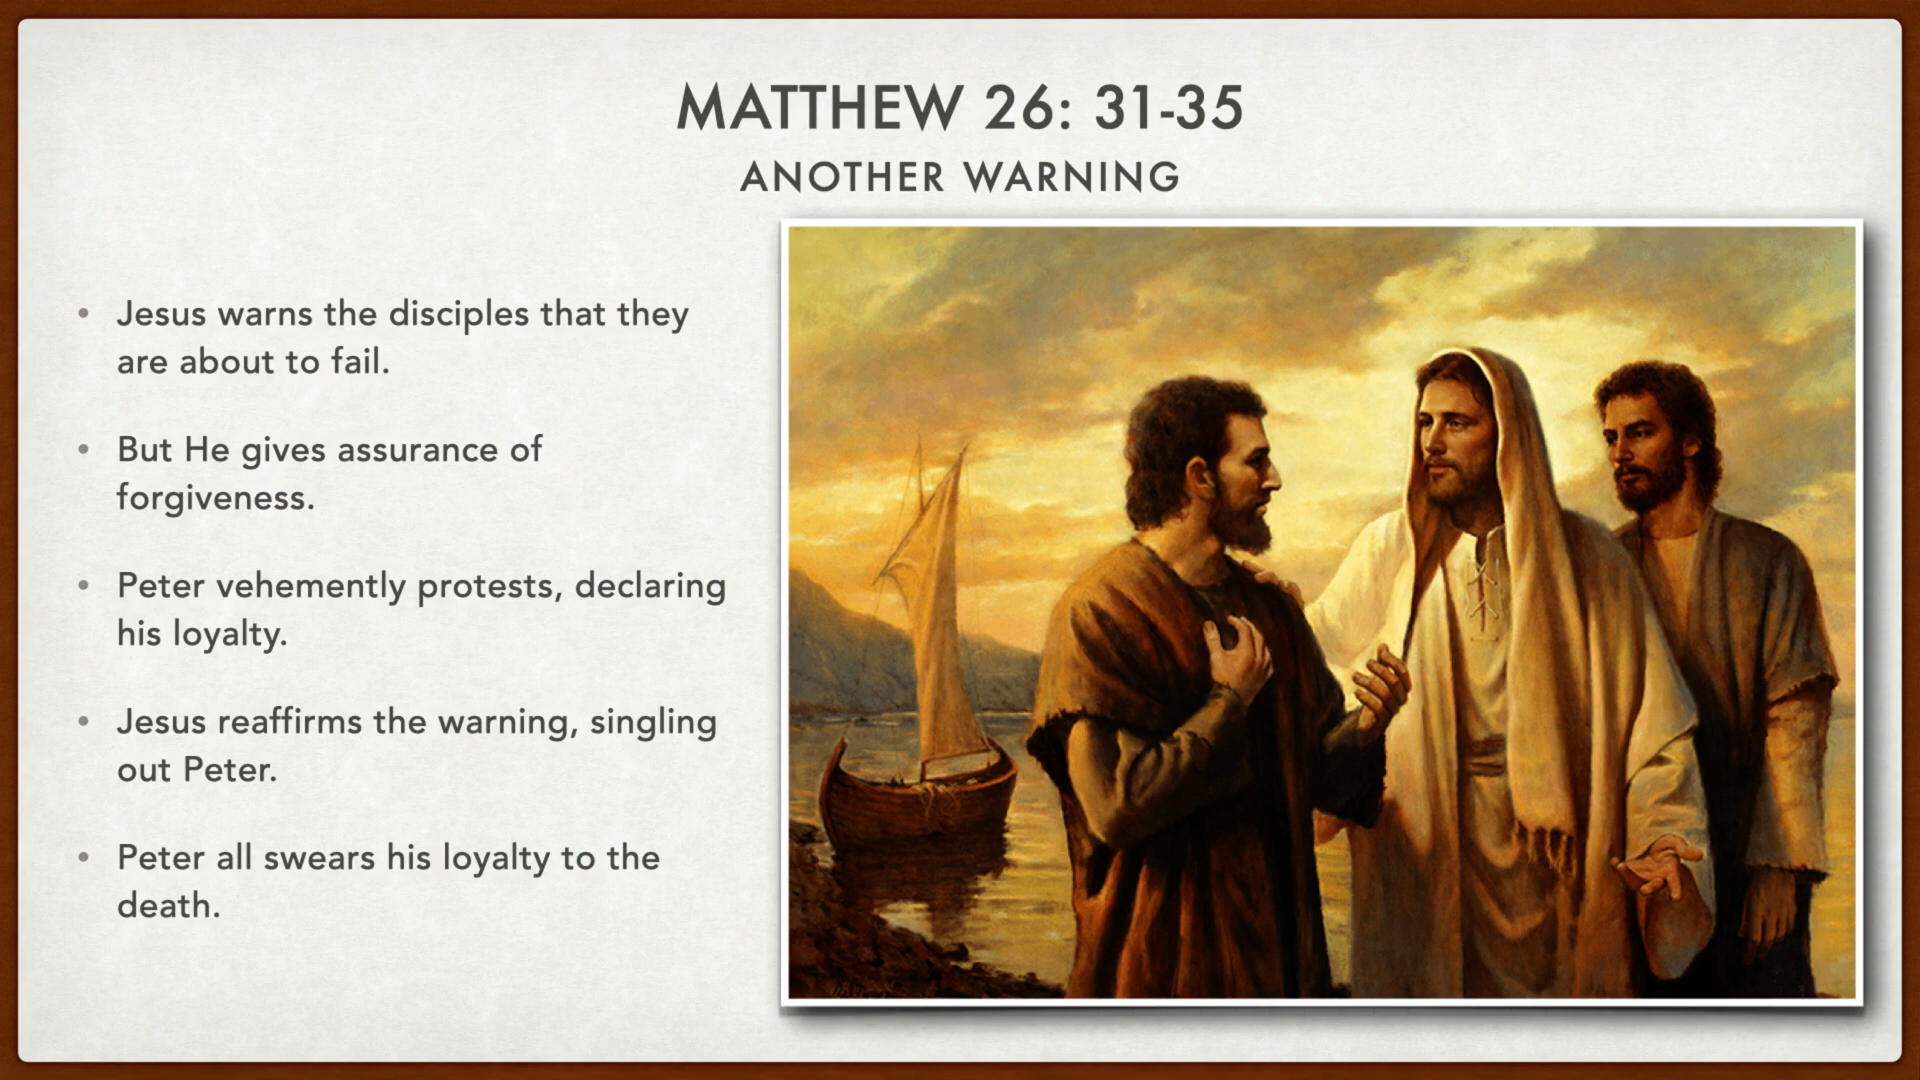 MATTHEW 26: 31-35
ANOTHER WARNING
• Jesus warns the disciples that they
are about to fail.
• But He gives assurance of
forgiveness.
• Peter vehemently protests, declaring
his loyalty.
• Jesus reaffirms the warning, singling
out Peter.
• Peter all swears his loyalty to the
death.